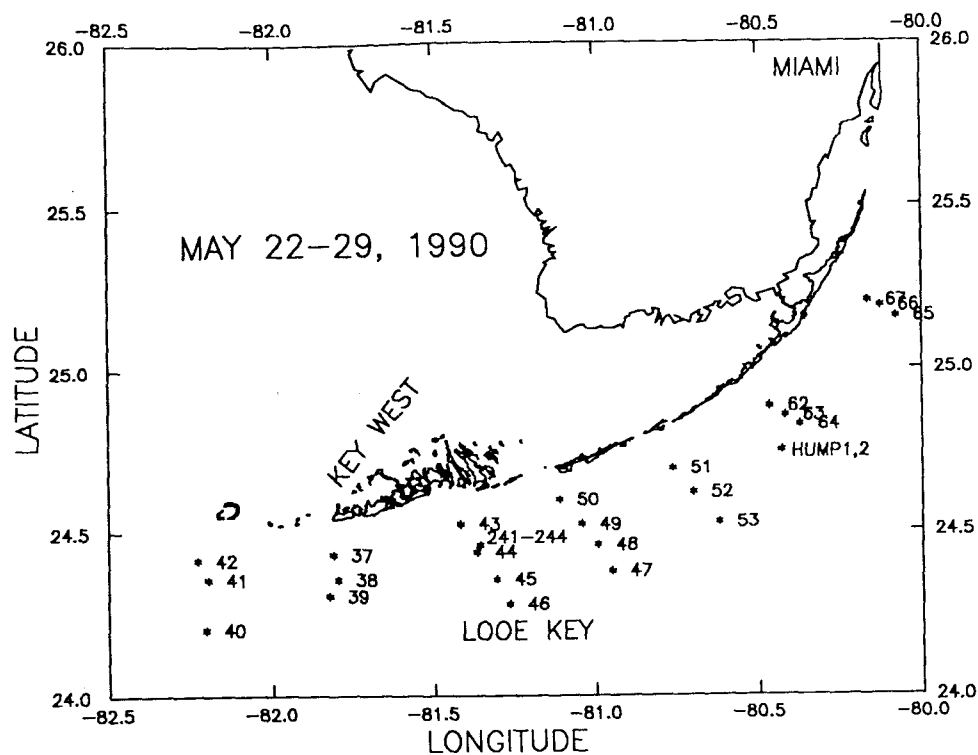 -82.5 -82.0 -81.5 -81.0 -80.5 -80.0
26.0 26.0
MIAMI
25.5 25.5
MAY 22-29, 1990
67 66 65
LATITUDE
25.0 25.0
KEY WEST
62 63 64
HUMP1,2
51
52
50
53
43 49
24.5 24.5
241-244
42 37 44 48
41 38 45 47
39 46
40 LOOE KEY
24.0 24.0
-82.5 -82.0 -81.5 -81.0 -80.5 -80.0
LONGITUDE